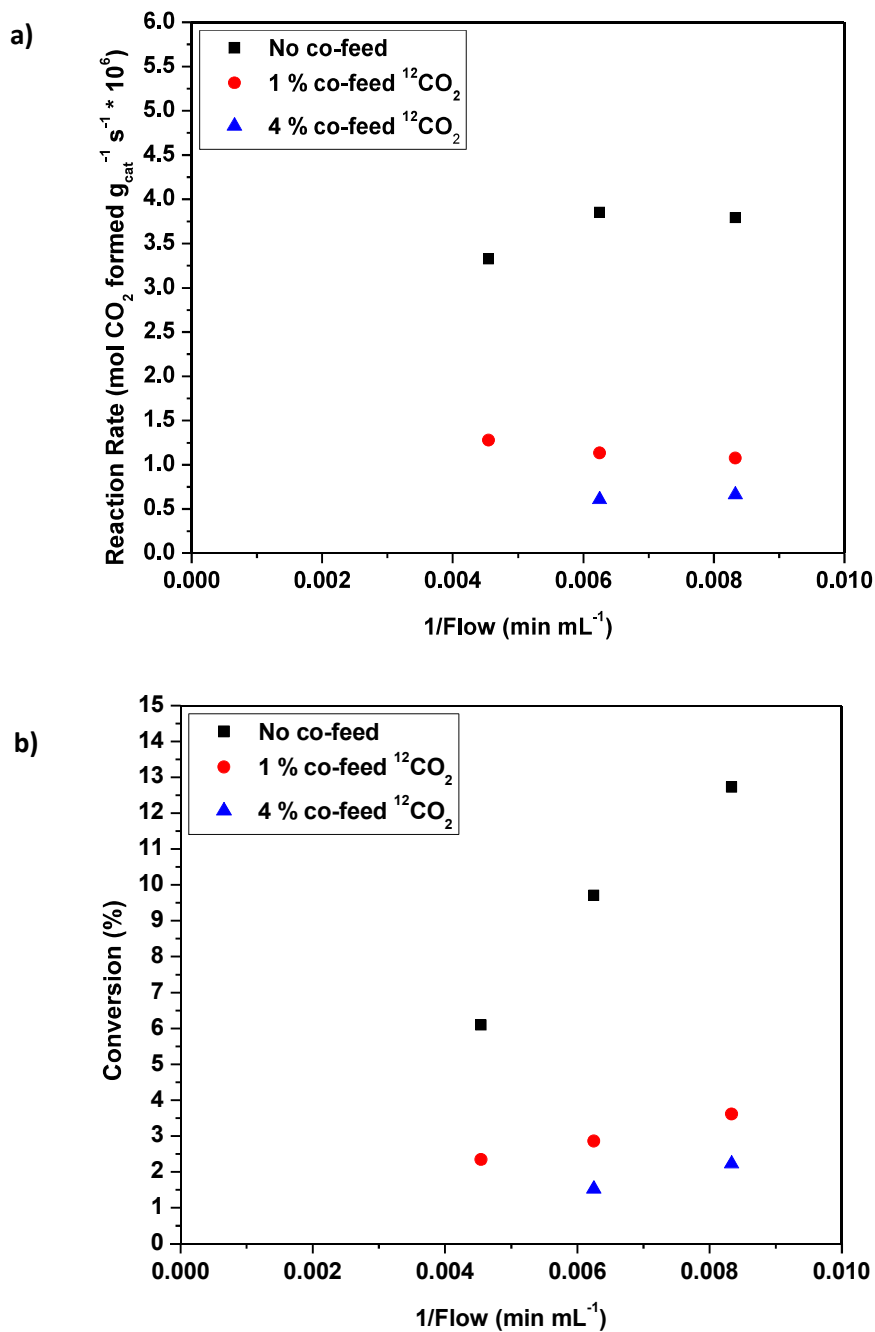 a)
No co-feed
1 % co-feed ¹²CO₂
4 % co-feed ¹²CO₂
6.0
5.5
5.0
4.5
4.0
3.5
3.0
2.5
2.0
1.5
1.0
0.5
0.0
Reaction Rate (mol CO₂ formed g_cat⁻¹ s⁻¹ * 10⁶)
0.000 0.002 0.004 0.006 0.008 0.010
1/Flow (min mL⁻¹)
b)
No co-feed
1 % co-feed ¹²CO₂
4 % co-feed ¹²CO₂
15
14
13
12
11
10
9
8
7
6
5
4
3
2
1
0
Conversion (%)
0.000 0.002 0.004 0.006 0.008 0.010
1/Flow (min mL⁻¹)